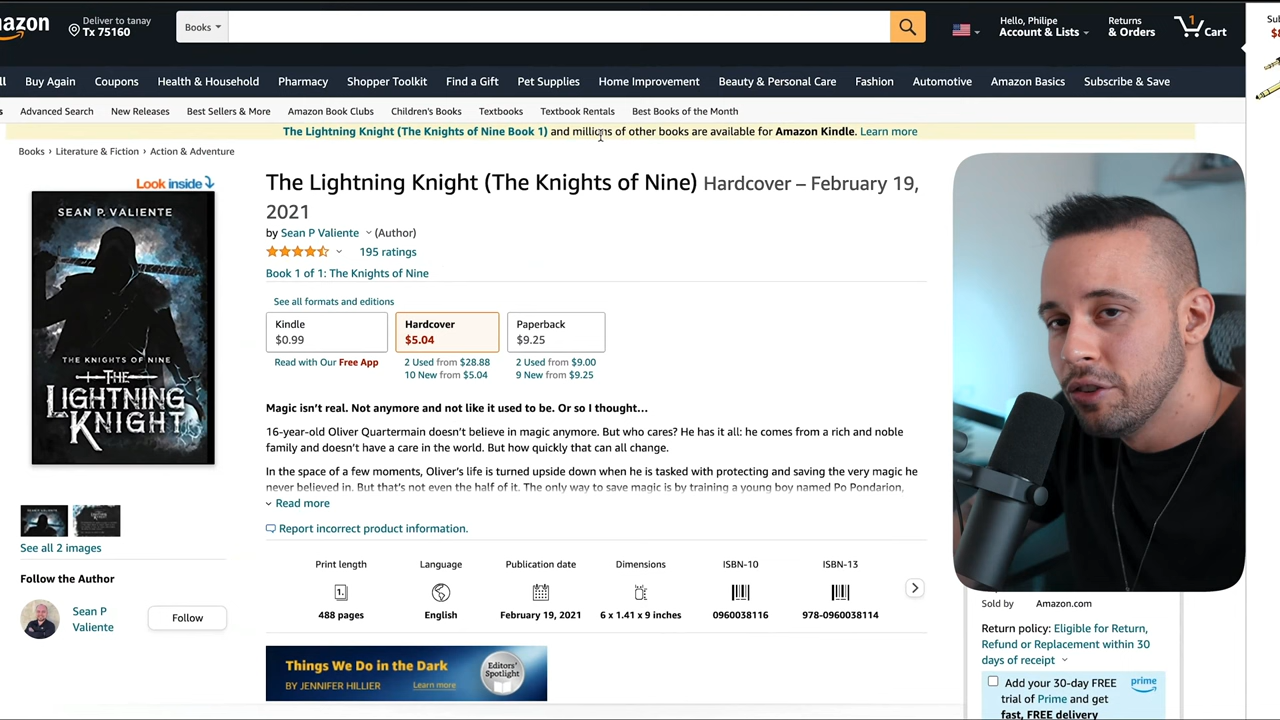 mazon
Deliver to tanay
Tx 75160
Books
Hello, Philipe
Account & Lists
Returns
& Orders
1
Cart
Buy Again
Coupons
Health & Household
Pharmacy
Shopper Toolkit
Find a Gift
Pet Supplies
Home Improvement
Beauty & Personal Care
Fashion
Automotive
Amazon Basics
Subscribe & Save
Advanced Search
New Releases
Best Sellers & More
Amazon Book Clubs
Children's Books
Textbooks
Textbook Rentals
Best Books of the Month
The Lightning Knight (The Knights of Nine Book 1) and millions of other books are available for Amazon Kindle. Learn more
Books › Literature & Fiction › Action & Adventure
Look inside
SEAN P. VALIENTE
THE KNIGHTS OF NINE
THE
LIGHTNING
KNIGHT
See all 2 images
Follow the Author
Sean P
Valiente
Follow
The Lightning Knight (The Knights of Nine) Hardcover – February 19,
2021
by Sean P Valiente (Author)
195 ratings
Book 1 of 1: The Knights of Nine
See all formats and editions
Kindle
$0.99
Read with Our Free App
Hardcover
$5.04
2 Used from $28.88
10 New from $5.04
Paperback
$9.25
2 Used from $9.00
9 New from $9.25
Magic isn't real. Not anymore and not like it used to be. Or so I thought…
16-year-old Oliver Quartermain doesn't believe in magic anymore. But who cares? He has it all: he comes from a rich and noble
family and doesn't have a care in the world. But how quickly that can all change.
In the space of a few moments, Oliver's life is turned upside down when he is tasked with protecting and saving the very magic he
never believed in. But that's not even the half of it. The only way to save magic is by training a young boy named Po Pondarion,
Read more
Report incorrect product information.
Print length
488 pages
Language
English
Publication date
February 19, 2021
Dimensions
6 x 1.41 x 9 inches
ISBN-10
0960038116
ISBN-13
978-0960038114
Things We Do in the Dark
BY JENNIFER HILLIER
Learn more
Editors'
Spotlight
Sold by Amazon.com
Return policy: Eligible for Return,
Refund or Replacement within 30
days of receipt
Add your 30-day FREE
trial of Prime and get
fast, FREE delivery
prime